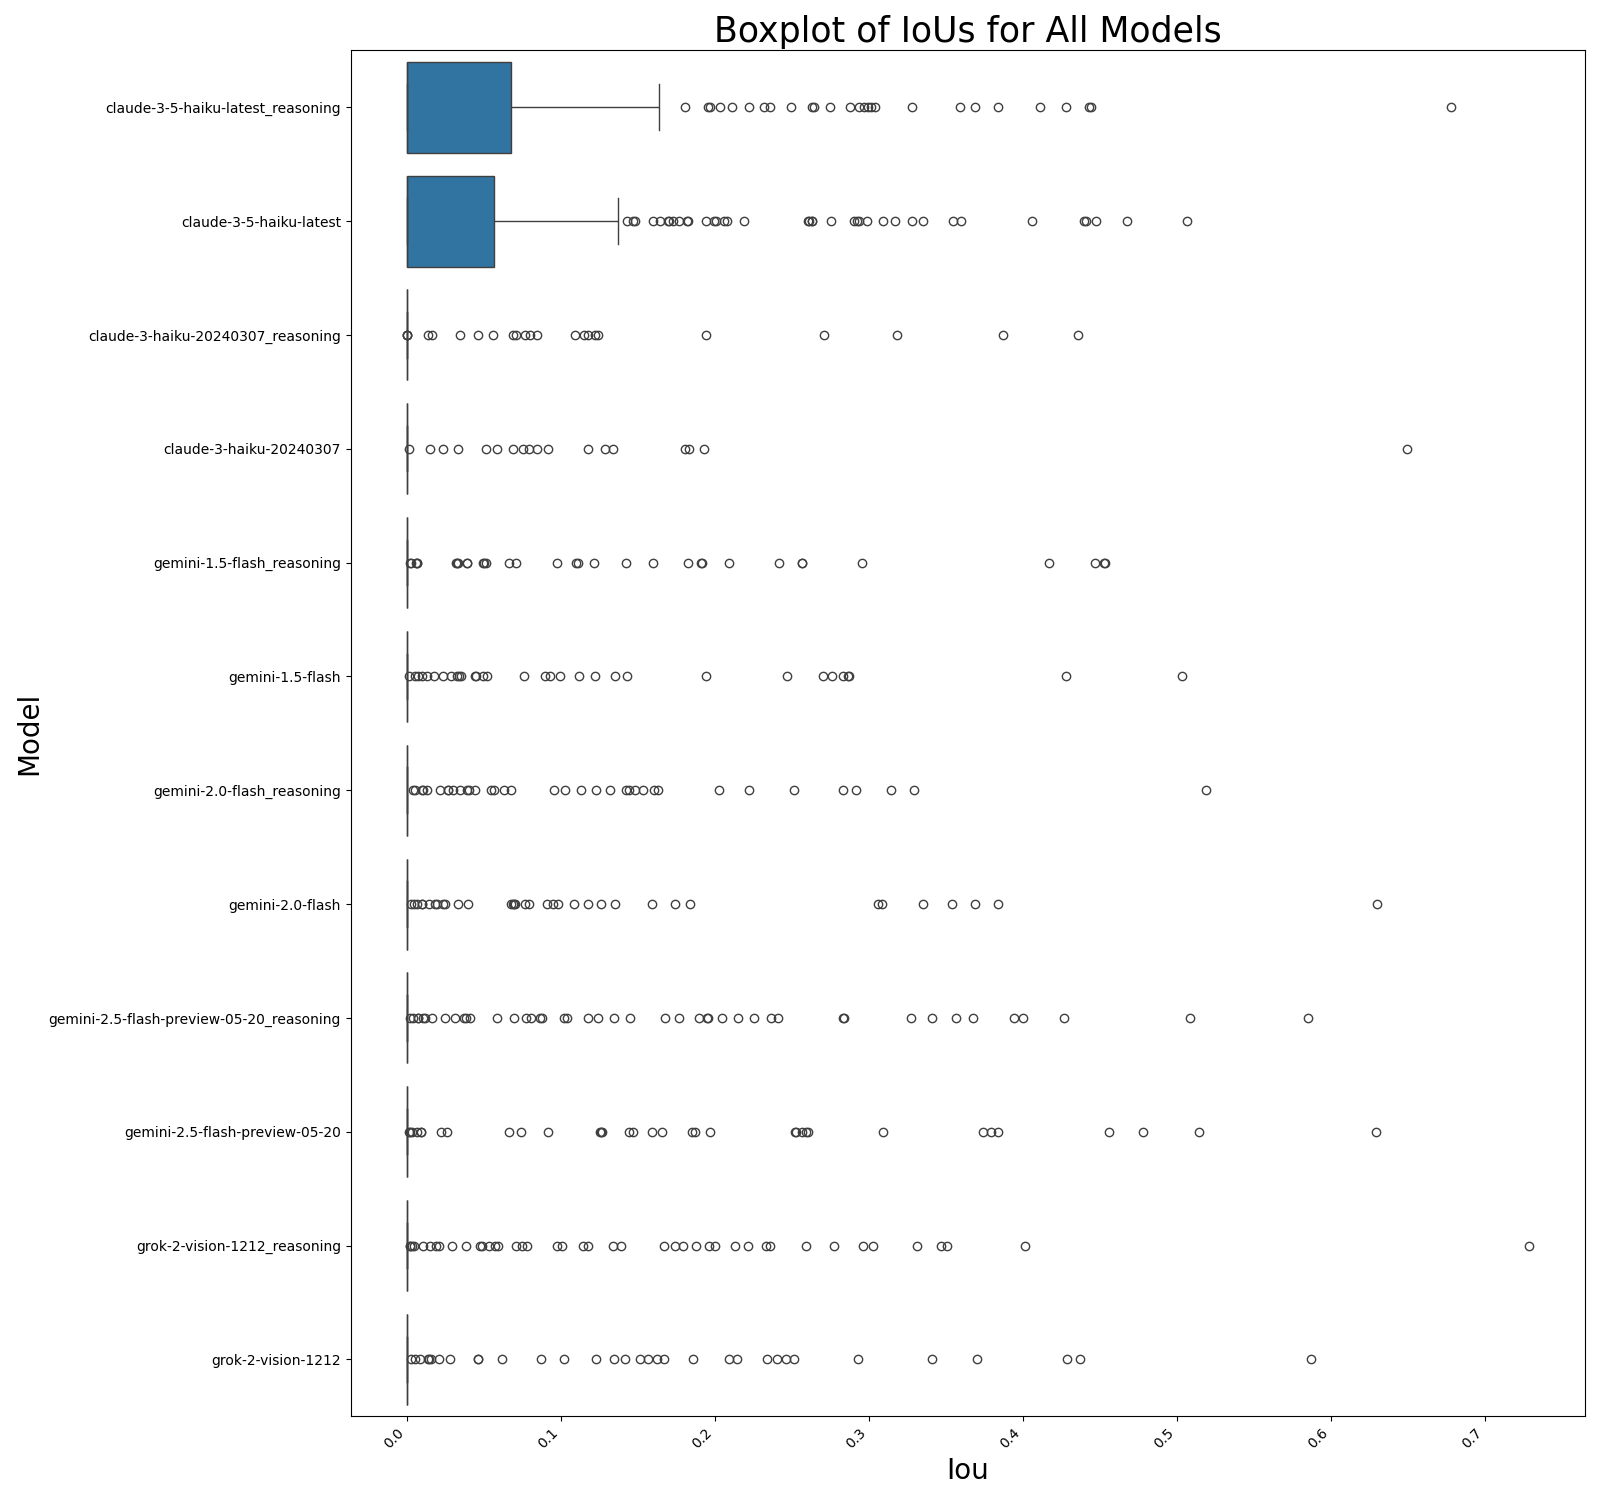 Boxplot of IoUs for All Models
claude-3-5-haiku-latest_reasoning
claude-3-5-haiku-latest
claude-3-haiku-20240307_reasoning
claude-3-haiku-20240307
gemini-1.5-flash_reasoning
gemini-1.5-flash
gemini-2.0-flash_reasoning
gemini-2.0-flash
gemini-2.5-flash-preview-05-20_reasoning
gemini-2.5-flash-preview-05-20
grok-2-vision-1212_reasoning
grok-2-vision-1212
Model
0.0 0.1 0.2 0.3 0.4 0.5 0.6 0.7
Iou